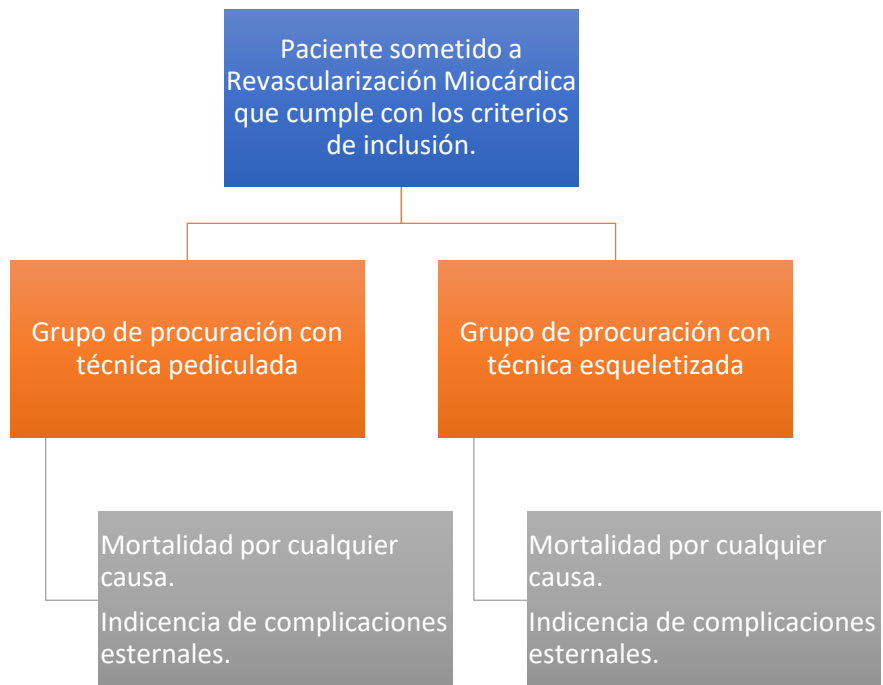 Paciente sometido a
Revascularización Miocárdica
que cumple con los criterios
de inclusión.
Grupo de procuración con
técnica pediculada
Grupo de procuración con
técnica esqueletizada
Mortalidad por cualquier
causa.
Indicencia de complicaciones
esternales.
Mortalidad por cualquier
causa.
Indicencia de complicaciones
esternales.